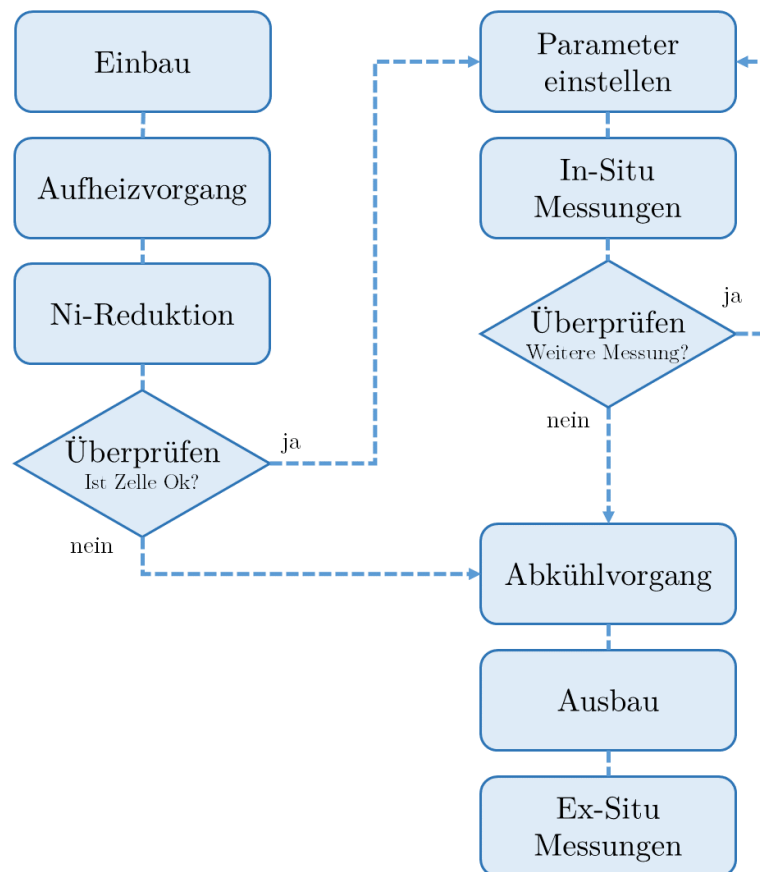 Einbau
Aufheizvorgang
Ni-Reduktion
Überprüfen
Ist Zelle Ok?
ja
nein
Parameter
einstellen
In-Situ
Messungen
Überprüfen
Weitere Messung?
ja
nein
Abkühlvorgang
Ausbau
Ex-Situ
Messungen